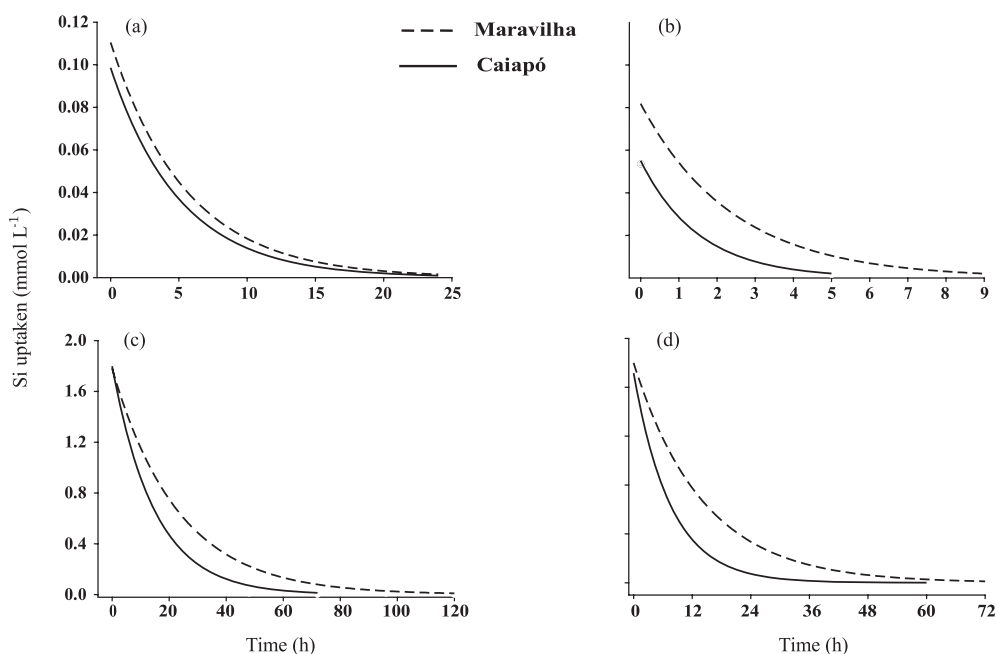 0.12
0.10
0.08
0.06
0.04
0.02
0.00
(a)
0 5 10 15 20 25
Maravilha
Caiapó
(b)
0 1 2 3 4 5 6 7 8 9
Si uptaken (mmol L-1)
2.0
1.6
1.2
0.8
0.4
0.0
(c)
0 20 40 60 80 100 120
Time (h)
(d)
0 12 24 36 48 60 72
Time (h)